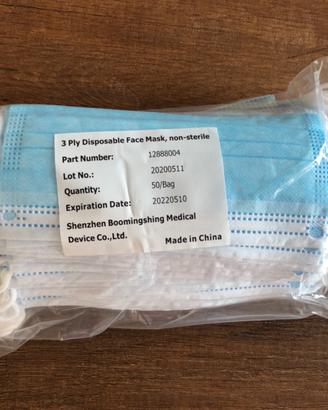 3 Ply Disposable Face Mask, non-sterile
Part Number: 12888004
Lot No.: 20200511
Quantity: 50/Bag
Expiration Date: 20220510
Shenzhen Boomingshing Medical
Device Co.,Ltd. Made in China